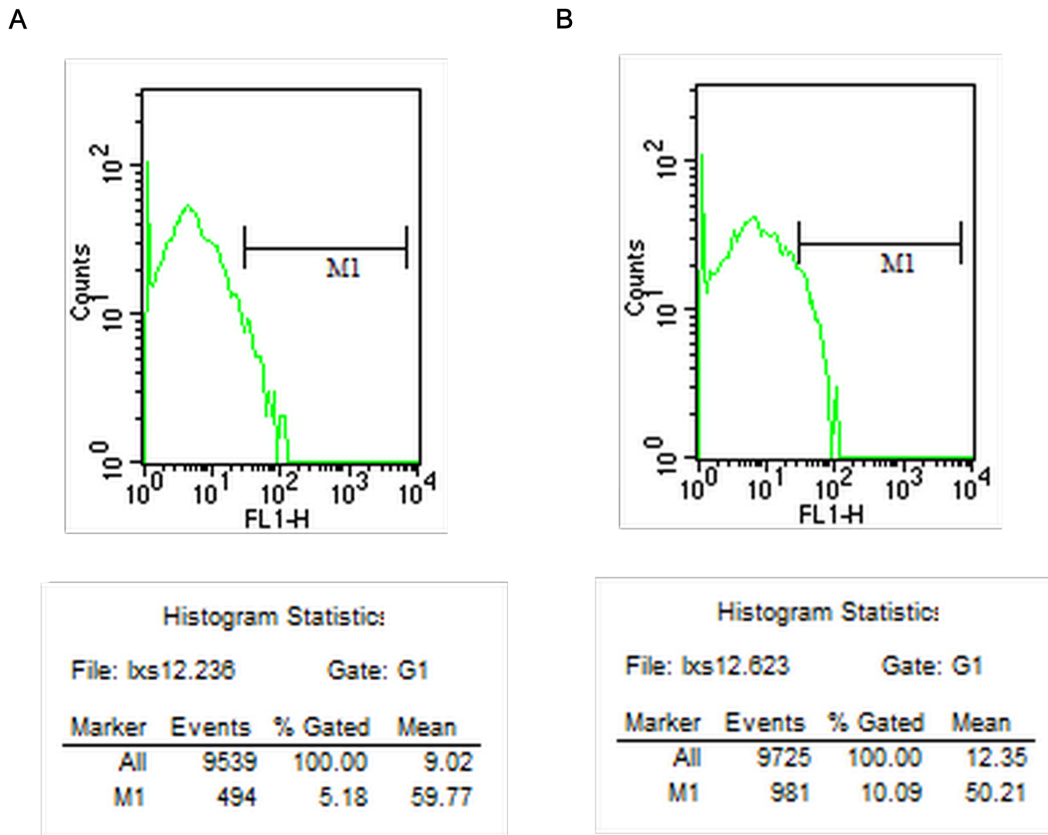 A
10^2
10^1
10^0
Counts
M1
10^0 10^1 10^2 10^3 10^4
FL1-H
Histogram Statistics
File: lxs12.236 Gate: G1
Marker Events % Gated Mean
All 9539 100.00 9.02
M1 494 5.18 59.77
B
10^2
10^1
10^0
Counts
M1
10^0 10^1 10^2 10^3 10^4
FL1-H
Histogram Statistics
File: lxs12.623 Gate: G1
Marker Events % Gated Mean
All 9725 100.00 12.35
M1 981 10.09 50.21